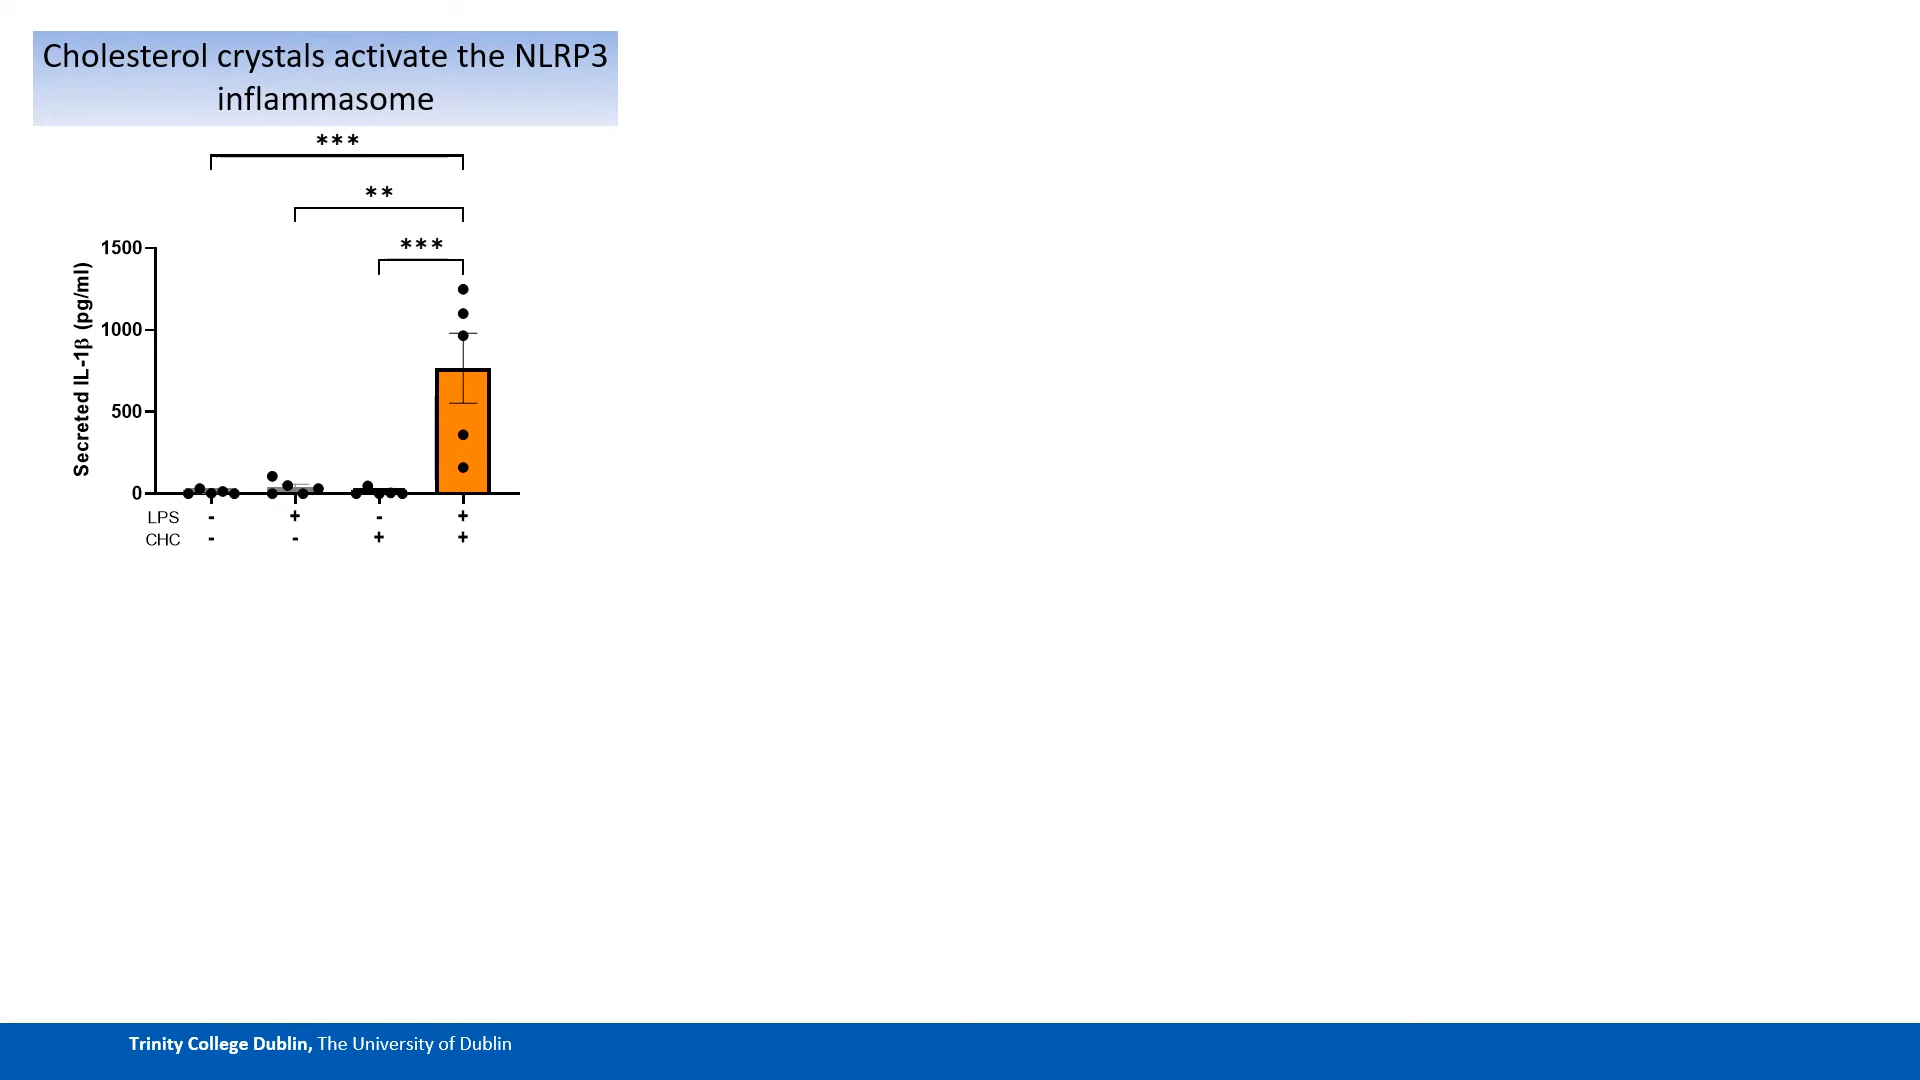 Cholesterol crystals activate the NLRP3
inflammasome
***
**
***
1500
1000
500
0
Secreted IL-1β (pg/ml)
LPS - + - +
CHC - - + +
Trinity College Dublin, The University of Dublin